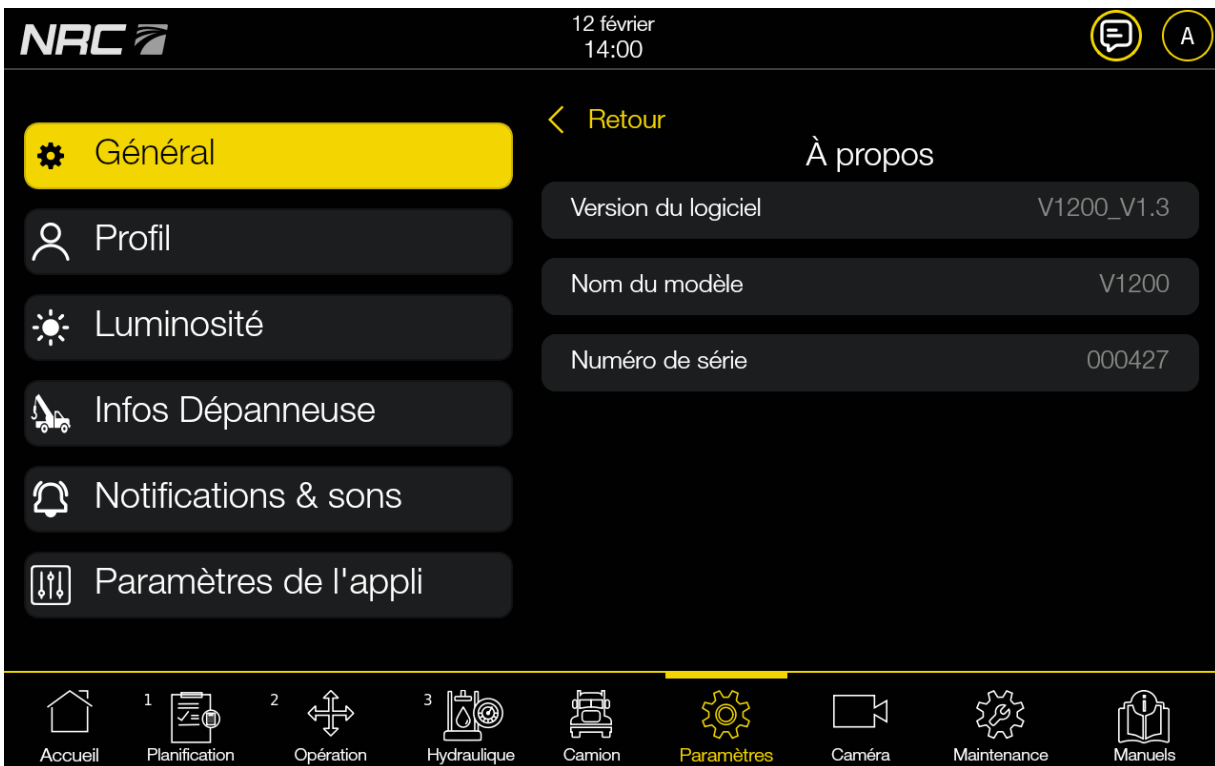 NRC
12 février
14:00
A
Général
Profil
Luminosité
Infos Dépanneuse
Notifications & sons
Paramètres de l'appli
Retour
À propos
Version du logiciel V1200_V1.3
Nom du modèle V1200
Numéro de série 000427
Accueil
1 Planification
2 Opération
3 Hydraulique
Camion
Paramètres
Caméra
Maintenance
Manuels